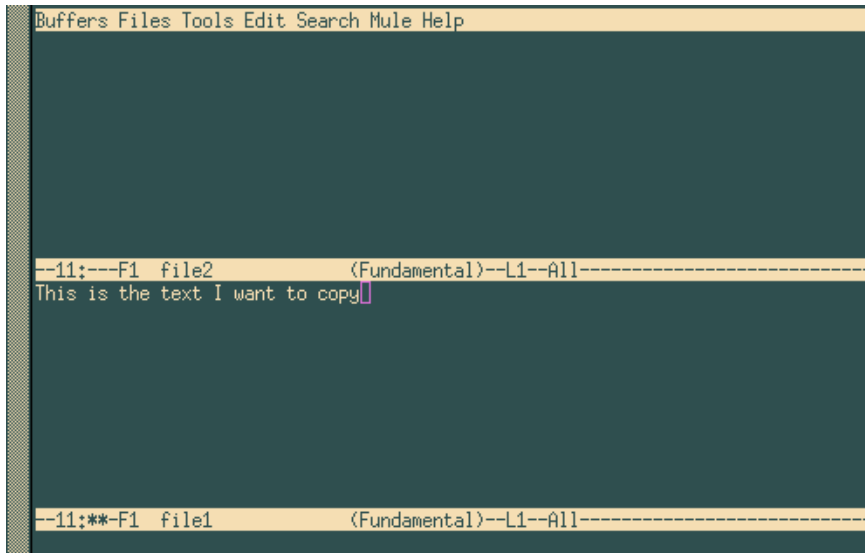 Buffers Files Tools Edit Search Mule Help
--11:---F1  file2                (Fundamental)--L1--All---------------------------
This is the text I want to copy
--11:**-F1  file1                (Fundamental)--L1--All---------------------------